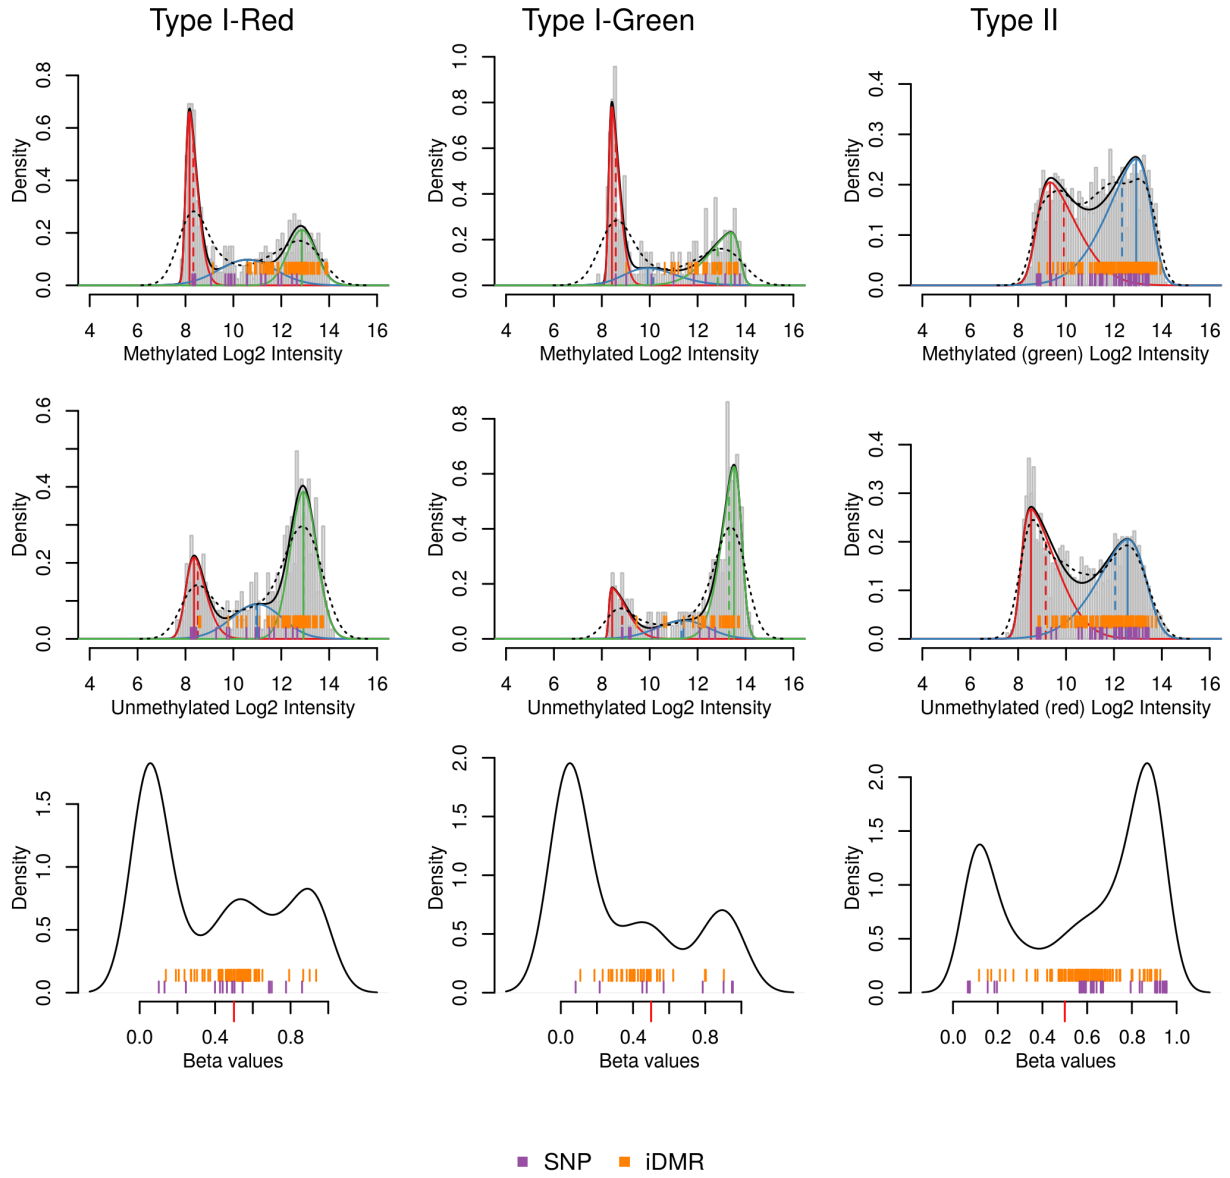 Type I-Red
Type I-Green
Type II
Density
0.0 0.2 0.4 0.6 0.8
4 6 8 10 12 14 16
Methylated Log2 Intensity
Density
0.0 0.2 0.4 0.6 0.8 1.0
4 6 8 10 12 14 16
Methylated Log2 Intensity
Density
0.0 0.1 0.2 0.3 0.4
4 6 8 10 12 14 16
Methylated (green) Log2 Intensity
Density
0.0 0.2 0.4 0.6
4 6 8 10 12 14 16
Unmethylated Log2 Intensity
Density
0.0 0.2 0.4 0.6 0.8
4 6 8 10 12 14 16
Unmethylated Log2 Intensity
Density
0.0 0.1 0.2 0.3 0.4
4 6 8 10 12 14 16
Unmethylated (red) Log2 Intensity
Density
0.0 0.5 1.0 1.5
0.0 0.4 0.8
Beta values
Density
0.0 0.5 1.0 1.5 2.0
0.0 0.4 0.8
Beta values
Density
0.0 0.5 1.0 1.5 2.0
0.0 0.2 0.4 0.6 0.8 1.0
Beta values
SNP
iDMR